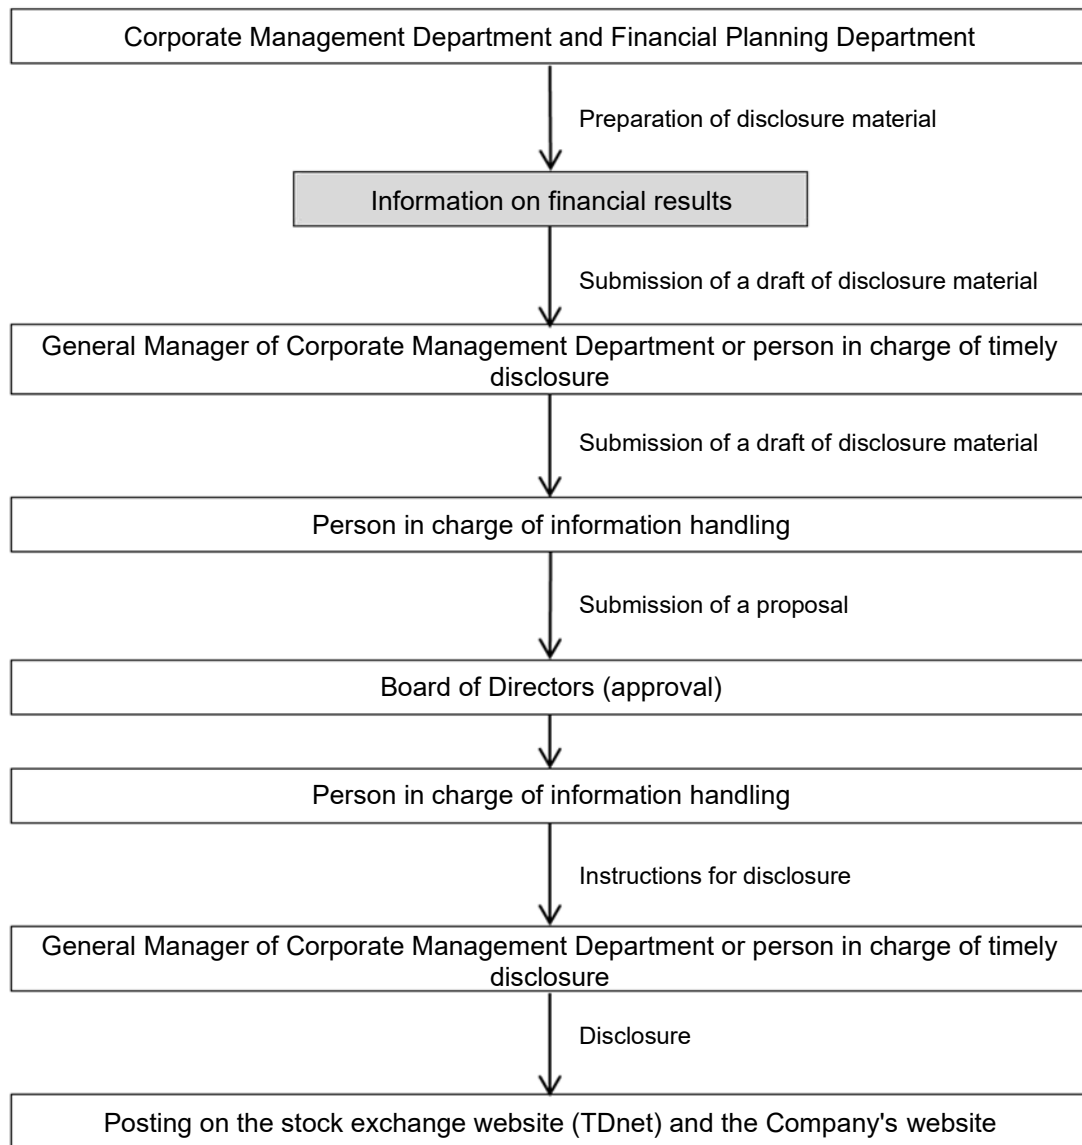 Corporate Management Department and Financial Planning Department
Preparation of disclosure material
Information on financial results
Submission of a draft of disclosure material
General Manager of Corporate Management Department or person in charge of timely
disclosure
Submission of a draft of disclosure material
Person in charge of information handling
Submission of a proposal
Board of Directors (approval)
Person in charge of information handling
Instructions for disclosure
General Manager of Corporate Management Department or person in charge of timely
disclosure
Disclosure
Posting on the stock exchange website (TDnet) and the Company's website